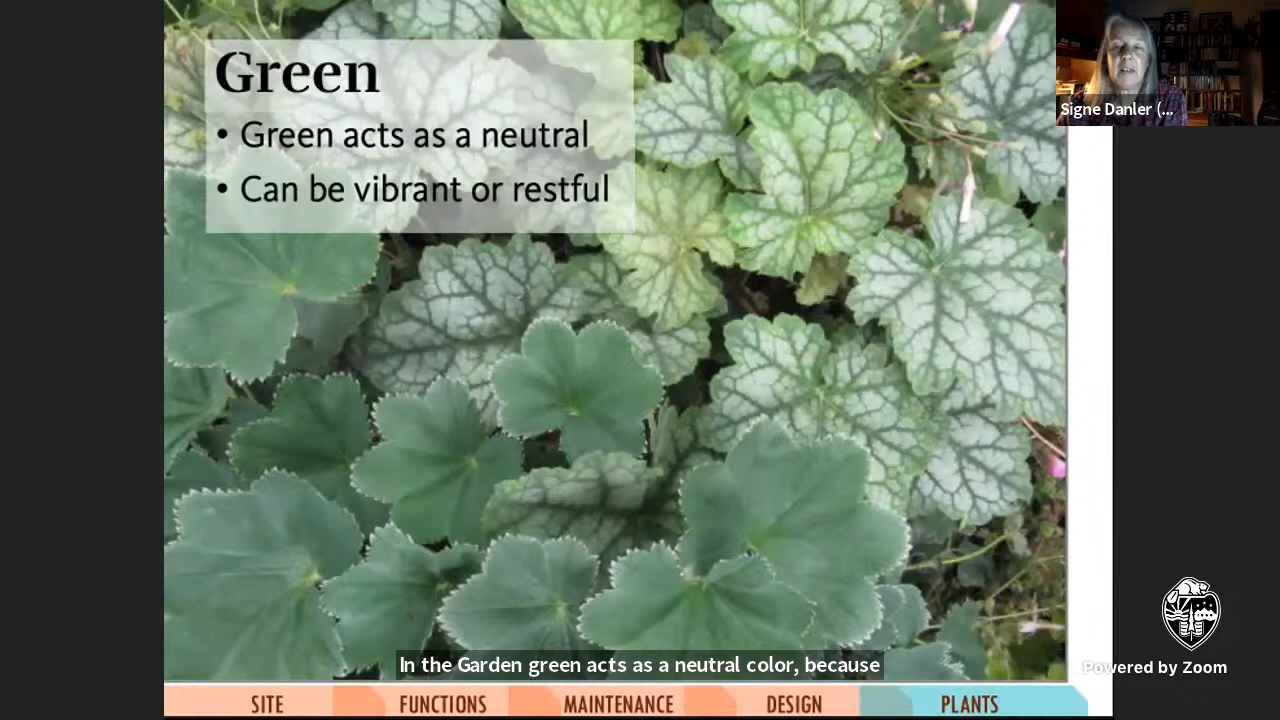 Green
• Green acts as a neutral
• Can be vibrant or restful
Signe Danler (...
In the Garden green acts as a neutral color, because
Powered by Zoom
SITE FUNCTIONS MAINTENANCE DESIGN PLANTS